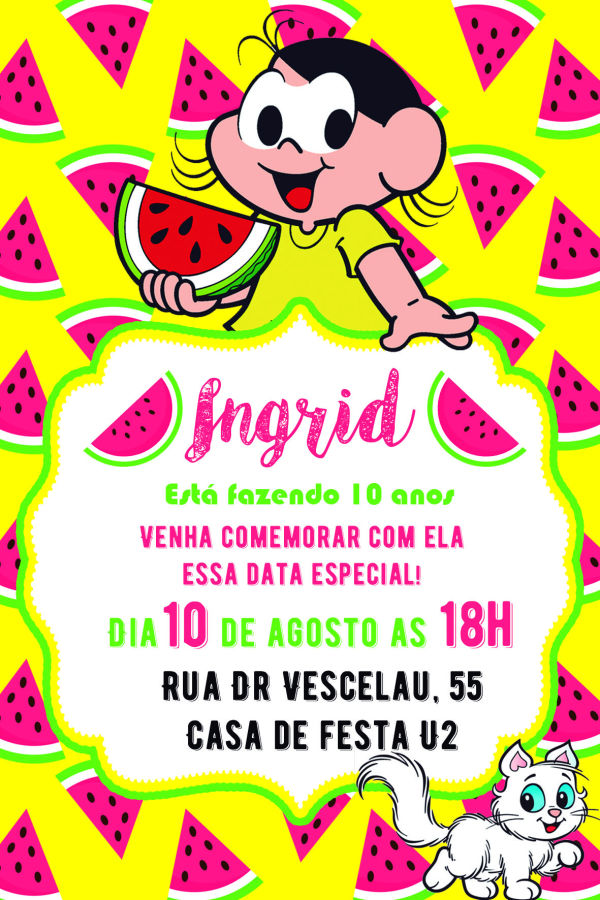 Ingrid
Está fazendo 10 anos
Venha comemorar com ela
essa data especial!
Dia 10 de agosto as 18h
Rua Dr Vescelau, 55
Casa de festa U2